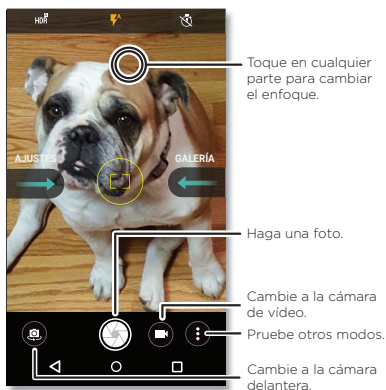 HDR
Toque en cualquier
parte para cambiar
el enfoque.
AJUSTES
GALERÍA
Haga una foto.
Cambie a la cámara
de vídeo.
Pruebe otros modos.
Cambie a la cámara
delantera.